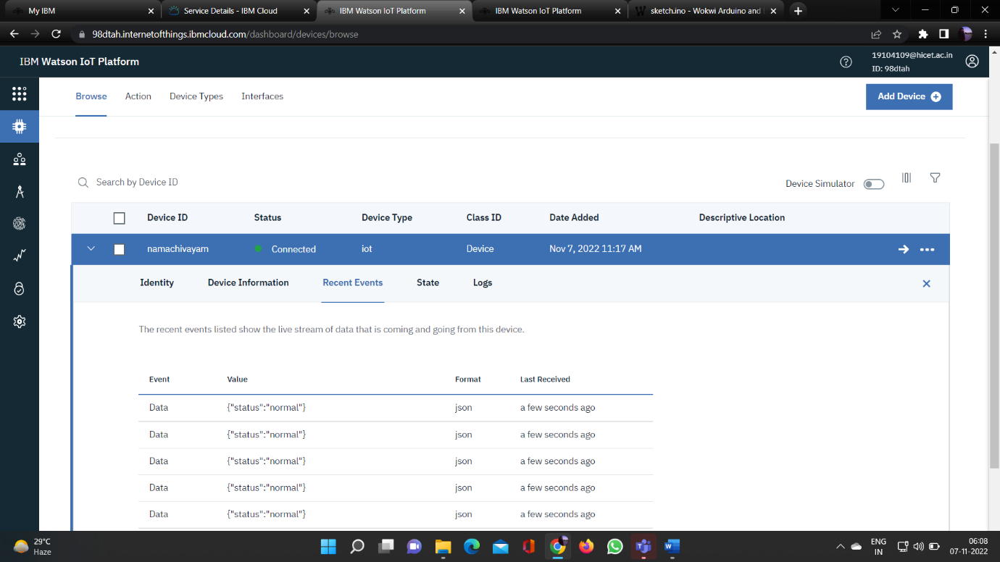 My IBM
Service Details - IBM Cloud
IBM Watson IoT Platform
IBM Watson IoT Platform
sketch.ino - Wokwi Arduino and
98dtah.internetofthings.ibmcloud.com/dashboard/devices/browse
IBM Watson IoT Platform
19104109@hicet.ac.in
ID: 98dtah
Browse Action Device Types Interfaces
Add Device
Search by Device ID
Device Simulator
Device ID Status Device Type Class ID Date Added Descriptive Location
namachivayam Connected iot Device Nov 7, 2022 11:17 AM
Identity Device Information Recent Events State Logs
The recent events listed show the live stream of data that is coming and going from this device.
Event Value Format Last Received
Data {"status":"normal"} json a few seconds ago
Data {"status":"normal"} json a few seconds ago
Data {"status":"normal"} json a few seconds ago
Data {"status":"normal"} json a few seconds ago
Data {"status":"normal"} json a few seconds ago
29°C
Haze
ENG
IN
06:08
07-11-2022